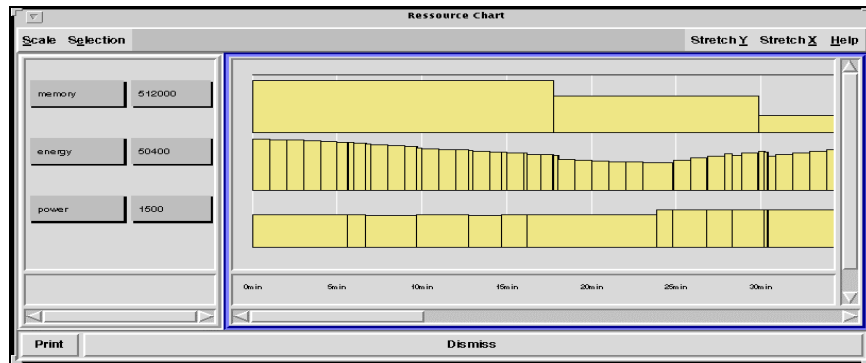 Ressource Chart
Scale Selection Stretch Y Stretch X Help
memory 512000
energy 50400
power 1500
0min 5min 10min 15min 20min 25min 30min
Print Dismiss